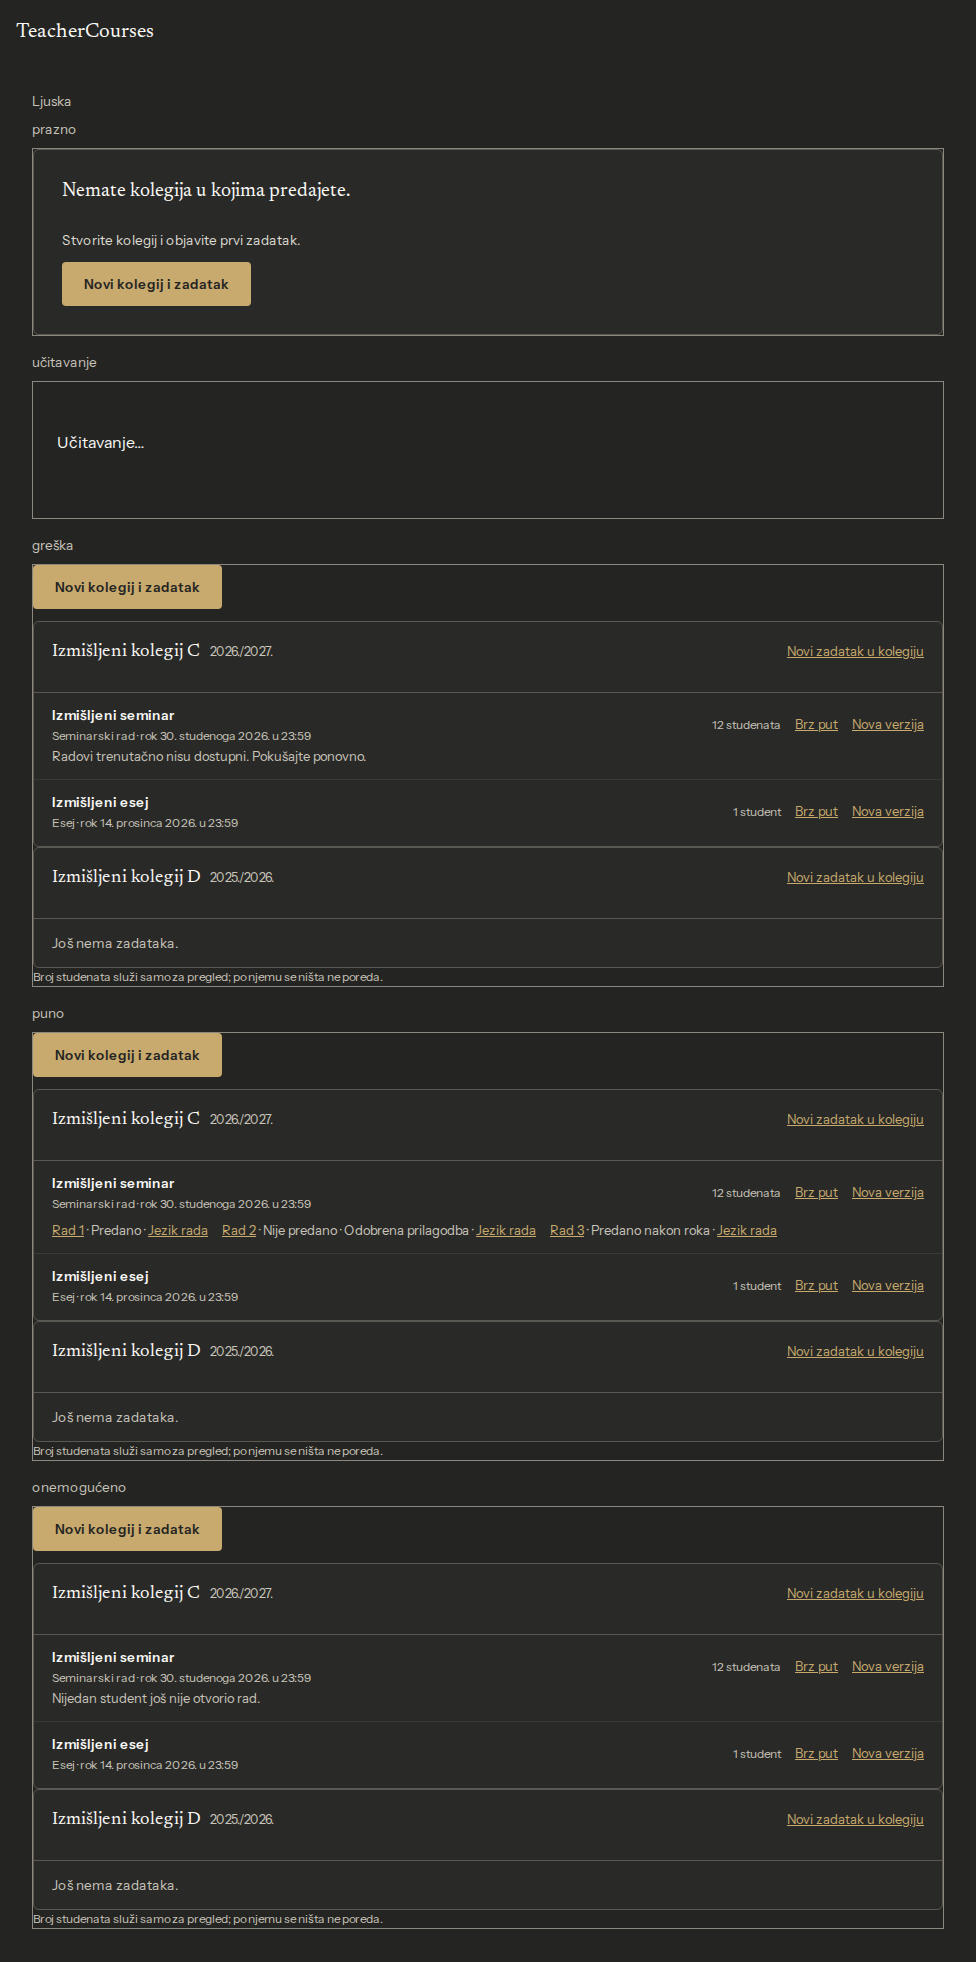 TeacherCourses
Ljuska
prazno
Nemate kolegija u kojima predajete.
Stvorite kolegij i objavite prvi zadatak.
Novi kolegij i zadatak
učitavanje
Učitavanje...
greška
Novi kolegij i zadatak
Izmišljeni kolegij C 2026./2027. Novi zadatak u kolegiju
Izmišljeni seminar
12 studenata Brz put Nova verzija
Seminarski rad · rok 30. studenoga 2026. u 23:59
Radovi trenutačno nisu dostupni. Pokušajte ponovno.
Izmišljeni esej
1 student Brz put Nova verzija
Esej · rok 14. prosinca 2026. u 23:59
Izmišljeni kolegij D 2025./2026. Novi zadatak u kolegiju
Još nema zadataka.
Broj studenata služi samo za pregled; po njemu se ništa ne poreda.
puno
Novi kolegij i zadatak
Izmišljeni kolegij C 2026./2027. Novi zadatak u kolegiju
Izmišljeni seminar
12 studenata Brz put Nova verzija
Seminarski rad · rok 30. studenoga 2026. u 23:59
Rad 1 · Predano · Jezik rada Rad 2 · Nije predano · Odobrena prilagodba · Jezik rada Rad 3 · Predano nakon roka · Jezik rada
Izmišljeni esej
1 student Brz put Nova verzija
Esej · rok 14. prosinca 2026. u 23:59
Izmišljeni kolegij D 2025./2026. Novi zadatak u kolegiju
Još nema zadataka.
Broj studenata služi samo za pregled; po njemu se ništa ne poreda.
onemogućeno
Novi kolegij i zadatak
Izmišljeni kolegij C 2026./2027. Novi zadatak u kolegiju
Izmišljeni seminar
12 studenata Brz put Nova verzija
Seminarski rad · rok 30. studenoga 2026. u 23:59
Nijedan student još nije otvorio rad.
Izmišljeni esej
1 student Brz put Nova verzija
Esej · rok 14. prosinca 2026. u 23:59
Izmišljeni kolegij D 2025./2026. Novi zadatak u kolegiju
Još nema zadataka.
Broj studenata služi samo za pregled; po njemu se ništa ne poreda.